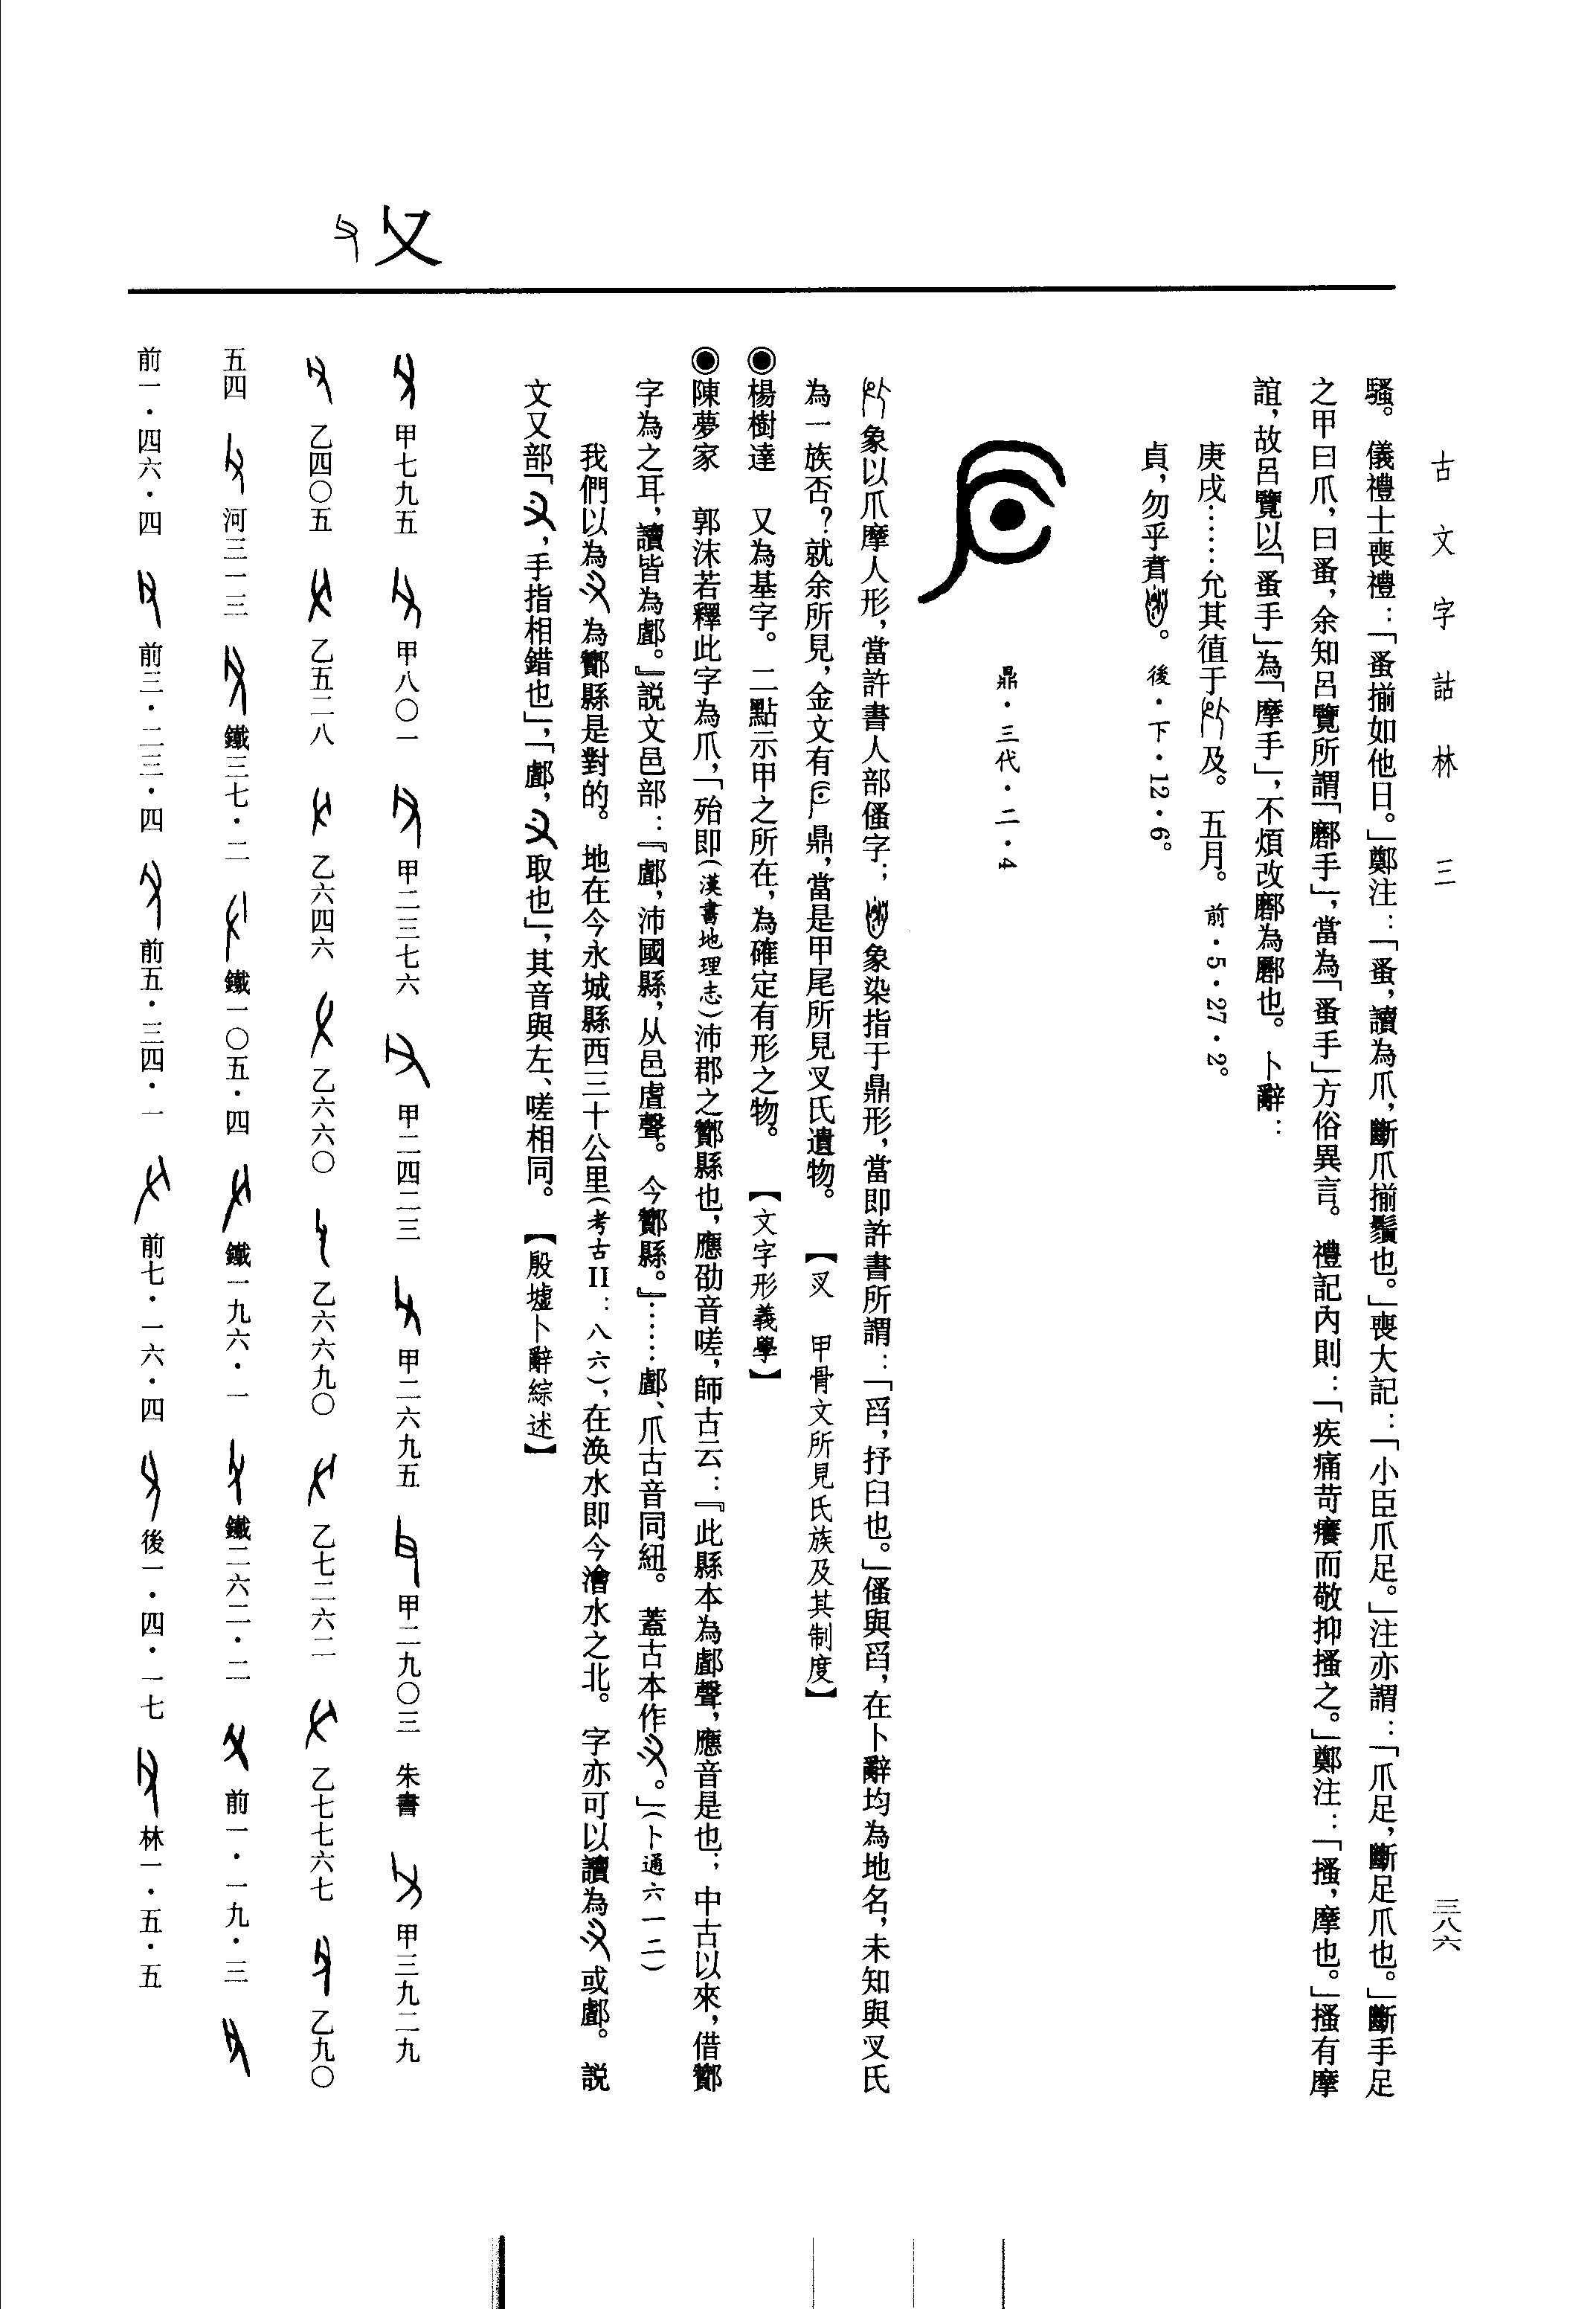 古文字詁林 三
三八六
騷。儀禮士喪禮：「蚤揃如他日。」鄭注：「蚤，讀為爪，斷爪揃鬚也。」喪大記：「小臣爪足。」注亦謂：「爪足，斷足爪也。」斷手足
之甲曰爪，曰蚤，余知呂覽所謂「𨟖手」，當為「蚤手」方俗異言。禮記內則：「疾痛苛癢而敬抑搔之。」鄭注：「搔，摩也。」搔有摩
誼，故呂覽以「蚤手」為「摩手」，不煩改為也。卜辭：
庚戌……允其值于及。五月。前·5·27·2。
貞，勿乎。後·下·12·6。
鼎·三代·二·4
象以爪摩人形，當許書人部慅字；象染指于鼎形，當即許書所謂：「舀，抒臼也。」慅與舀，在卜辭均為地名，未知與叉氏
為一族否？就余所見，金文有鼎，當是甲尾所見叉氏遺物。【叉 甲骨文所見氏族及其制度】
◉楊樹達 又為基字。二點示甲之所在，為確定有形之物。【文字形義學】
◉陳夢家 郭沫若釋此字為爪，「殆即(漢書地理志)沛郡之酇縣也，應劭音嗟，師古云：『此縣本為䣜聲，應音是也；中古以來，借酇
字為之耳，讀皆為䣜。』說文邑部：『䣜，沛國縣，从邑虘聲。今酇縣。』……䣜、爪古音同紐。蓋古本作㕚。」(卜通六一二)
我們以為㕚為酇縣是對的。地在今永城縣西三十公里(考古II：八六)，在渙水即今澮水之北。字亦可以讀為㕚或䣜。說
文又部「㕚，手指相錯也」，「䣜，㕚取也」，其音與左、嗟相同。【殷墟卜辭綜述】
㕛
甲七九五 甲八〇一 甲二三七六 甲二四二三 甲二六九五 甲二九〇三 朱書 甲三九二九
乙四〇五 乙五二八 乙六四六 乙六六〇 乙六六九〇 乙七二六二 乙七七六七 乙九〇
五四 河三一三 鐵三七·二 鐵一〇五·四 鐵一九六·一 鐵二六二·二 前一·一九·三
前一·四六·四 前三·二三·四 前五·三四·一 前七·一六·四 後一·四·一七 林一·五·五